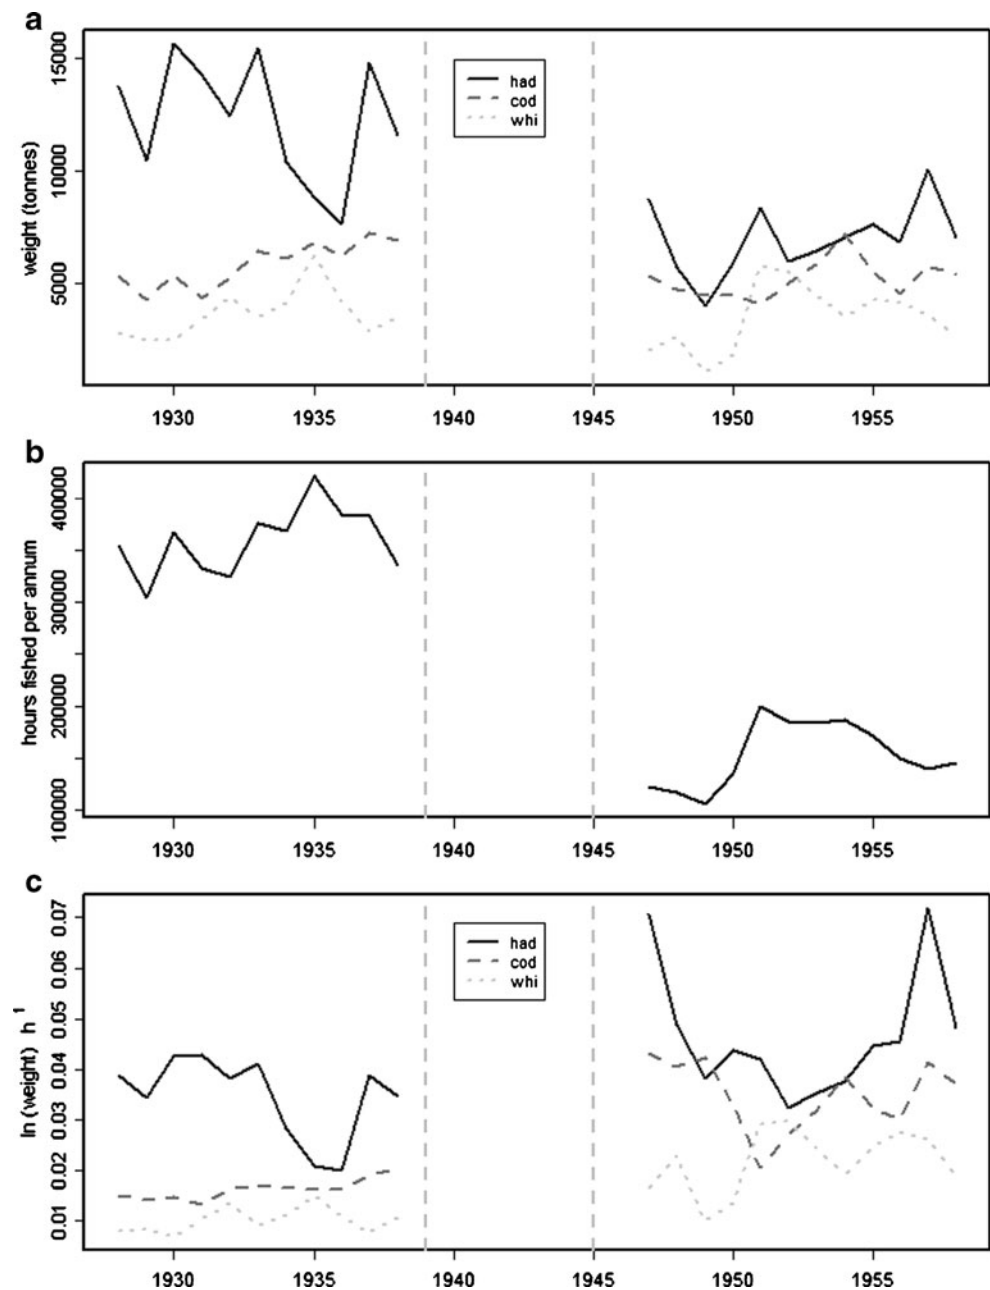 a
weight (tonnes)
15000
10000
5000
had
cod
whi
1930 1935 1940 1945 1950 1955
b
hours fished per annum
400000
300000
200000
100000
1930 1935 1940 1945 1950 1955
c
ln (weight) h⁻¹
0.07
0.06
0.05
0.04
0.03
0.02
0.01
had
cod
whi
1930 1935 1940 1945 1950 1955